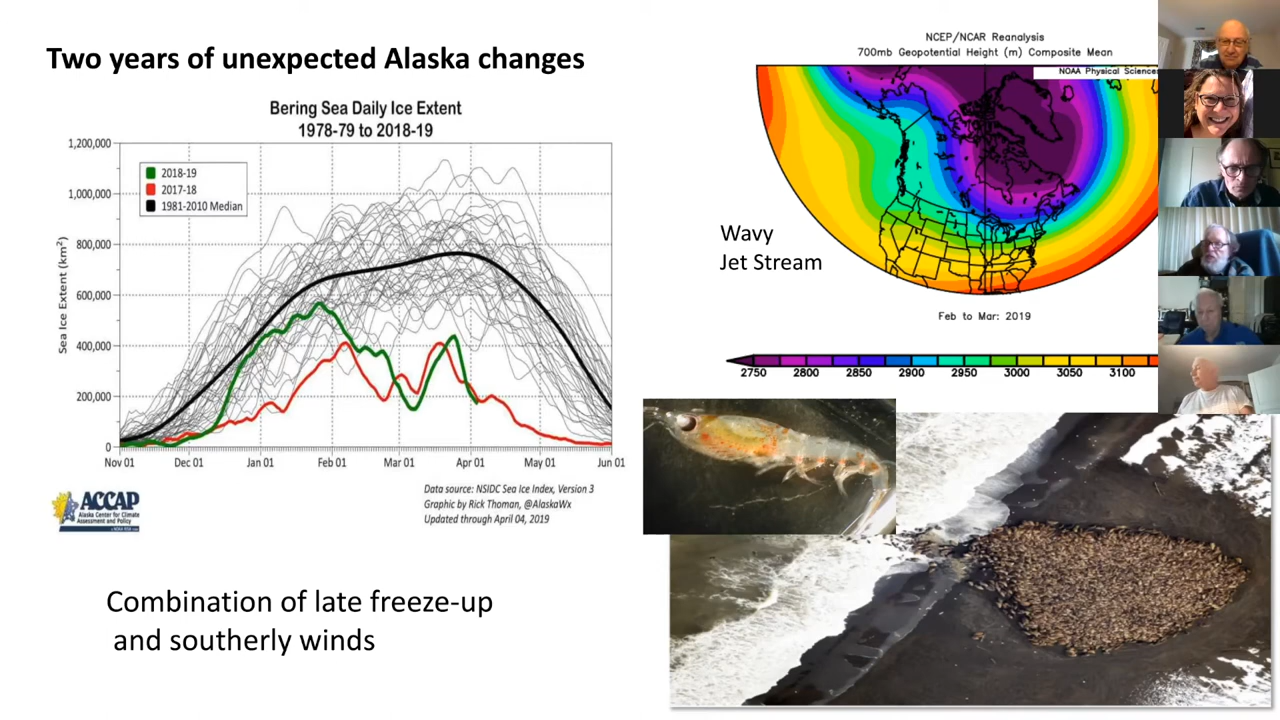 Two years of unexpected Alaska changes
Bering Sea Daily Ice Extent
1978-79 to 2018-19
1,200,000
1,000,000
800,000
600,000
400,000
200,000
0
Sea Ice Extent (km²)
2018-19
2017-18
1981-2010 Median
Nov 01 Dec 01 Jan 01 Feb 01 Mar 01 Apr 01 May 01 Jun 01
ACCAP
Alaska Center for Climate
Assessment and Policy
Data source: NSIDC Sea Ice Index, Version 3
Graphic by Rick Thoman, @AlaskaWx
Updated through April 04, 2019
Combination of late freeze-up
and southerly winds
NCEP/NCAR Reanalysis
700mb Geopotential Height (m) Composite Mean
NOAA Physical Sciences
Wavy
Jet Stream
Feb to Mar: 2019
2750 2800 2850 2900 2950 3000 3050 3100